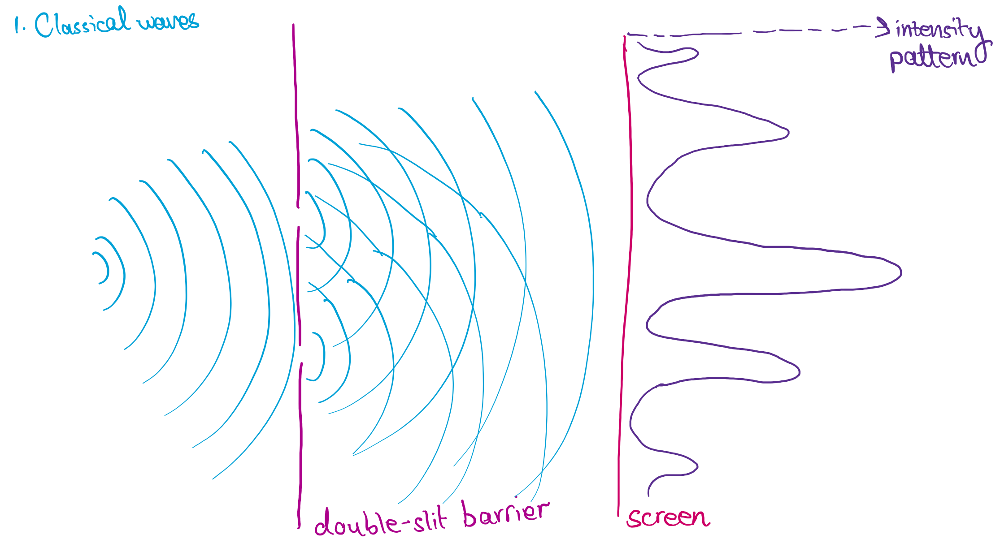 1. Classical waves
intensity
pattern
double-slit barrier
screen